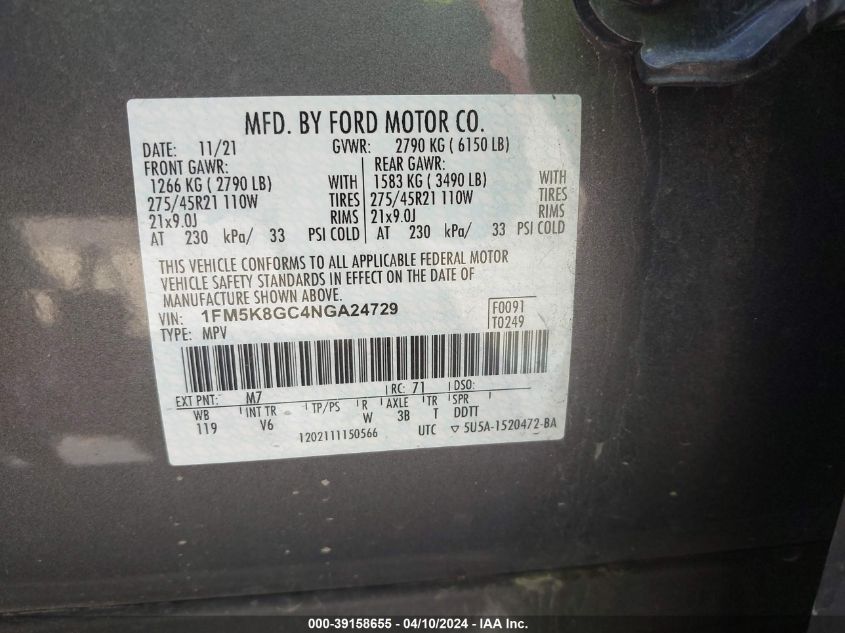 MFD. BY FORD MOTOR CO.
DATE: 11/21 GVWR: 2790 KG ( 6150 LB)
FRONT GAWR: REAR GAWR:
1266 KG ( 2790 LB) WITH 1583 KG ( 3490 LB) WITH
275/45R21 110W TIRES 275/45R21 110W TIRES
21x9.0J RIMS 21x9.0J RIMS
AT 230 kPa/ 33 PSI COLD AT 230 kPa/ 33 PSI COLD
THIS VEHICLE CONFORMS TO ALL APPLICABLE FEDERAL MOTOR
VEHICLE SAFETY STANDARDS IN EFFECT ON THE DATE OF
MANUFACTURE SHOWN ABOVE.
VIN: 1FM5K8GC4NGA24729 F0091
TYPE: MPV T0249
EXT PNT: M7 RC: 71 DSO:
WB INT TR TP/PS R AXLE TR SPR
119 V6 W 3B T DDTT
1202111150566 UTC ▽ 5U5A-1520472-BA
000-39158655 - 04/10/2024 - IAA Inc.